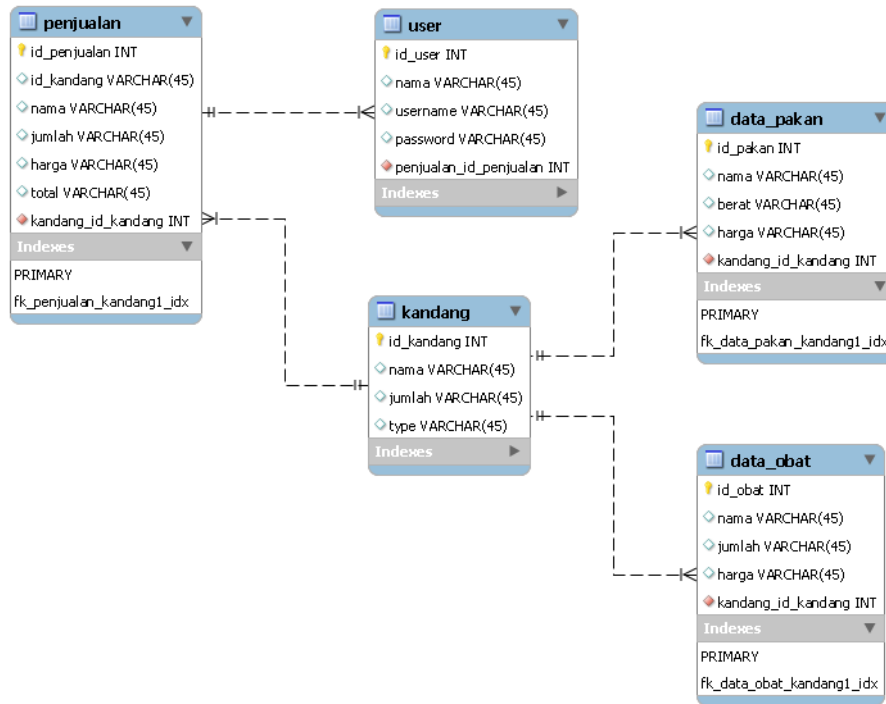 penjualan
id_penjualan INT
id_kandang VARCHAR(45)
nama VARCHAR(45)
jumlah VARCHAR(45)
harga VARCHAR(45)
total VARCHAR(45)
kandang_id_kandang INT
Indexes
PRIMARY
fk_penjualan_kandang1_idx
user
id_user INT
nama VARCHAR(45)
username VARCHAR(45)
password VARCHAR(45)
penjualan_id_penjualan INT
Indexes
kandang
id_kandang INT
nama VARCHAR(45)
jumlah VARCHAR(45)
type VARCHAR(45)
Indexes
data_pakan
id_pakan INT
nama VARCHAR(45)
berat VARCHAR(45)
harga VARCHAR(45)
kandang_id_kandang INT
Indexes
PRIMARY
fk_data_pakan_kandang1_idx
data_obat
id_obat INT
nama VARCHAR(45)
jumlah VARCHAR(45)
harga VARCHAR(45)
kandang_id_kandang INT
Indexes
PRIMARY
fk_data_obat_kandang1_idx